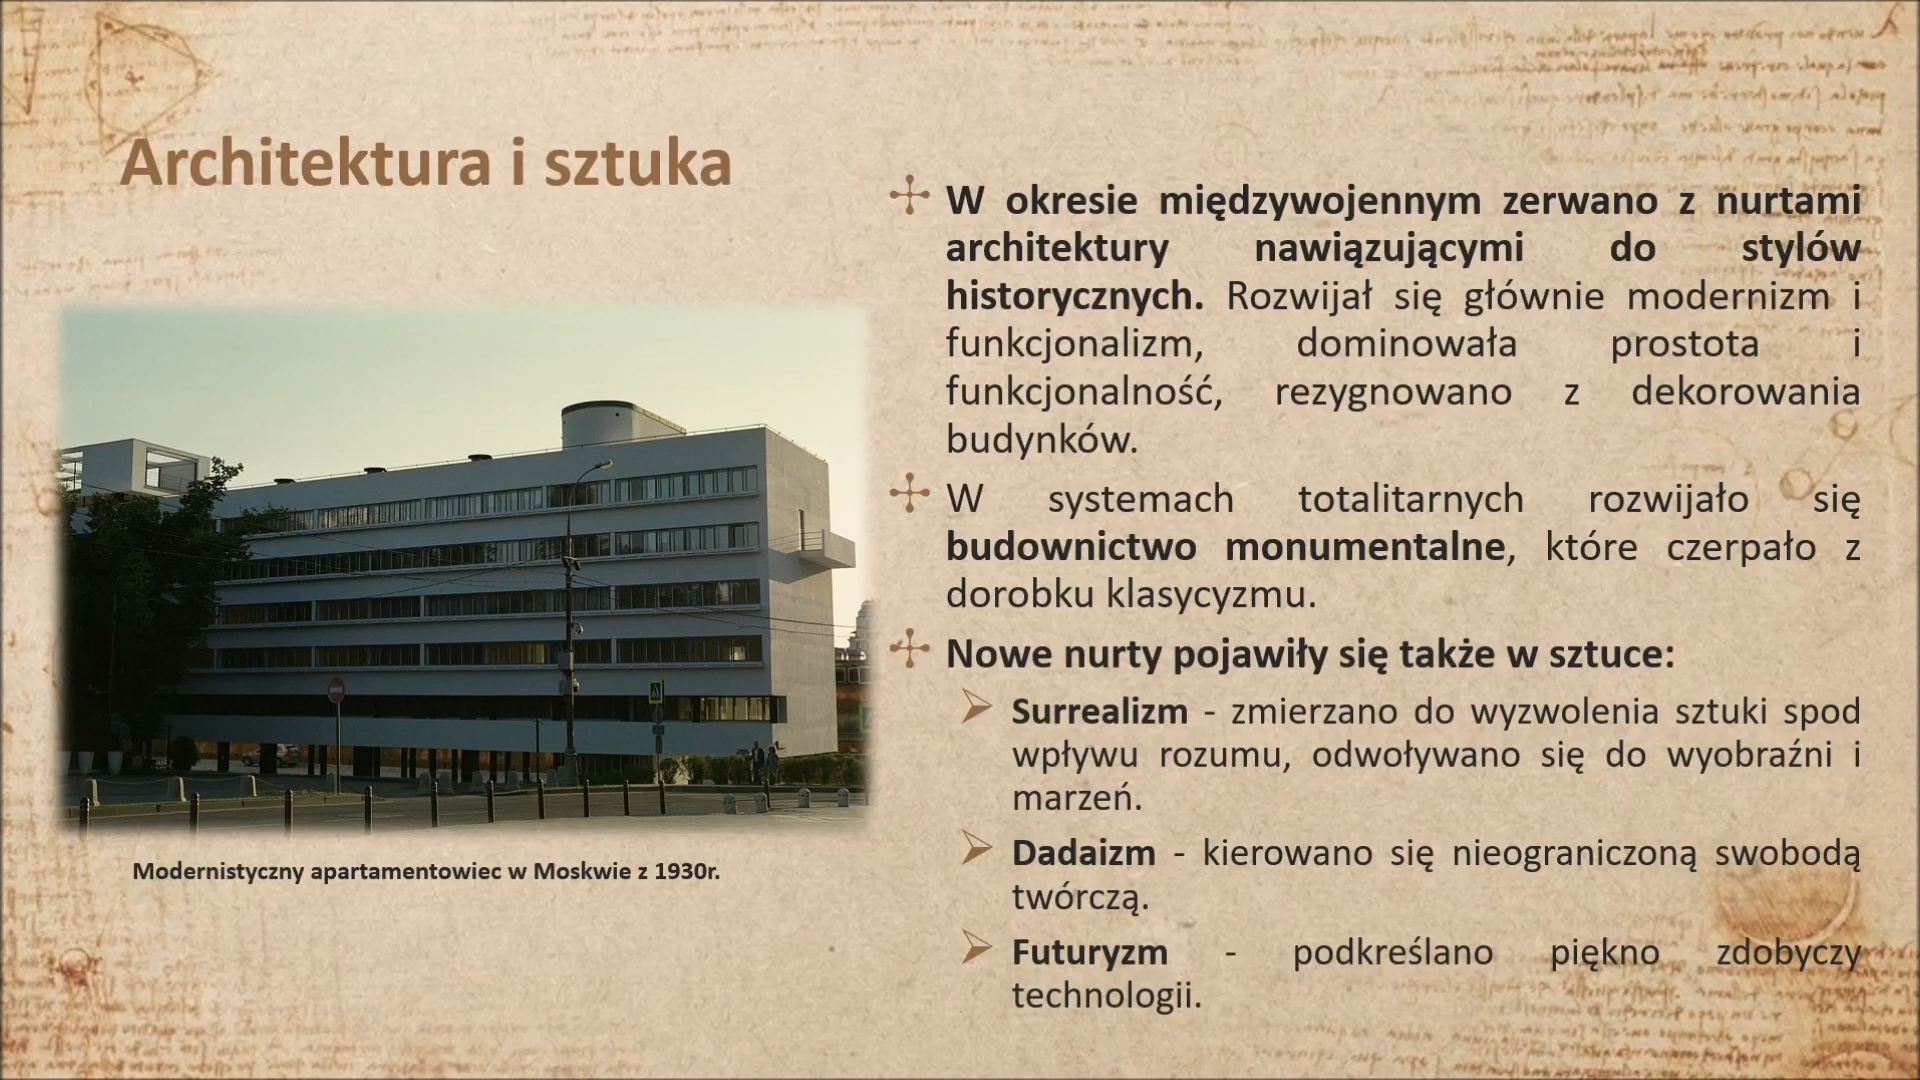 Architektura i sztuka
W okresie międzywojennym zerwano z nurtami
architektury nawiązującymi do stylów
historycznych. Rozwijał się głównie modernizm i
funkcjonalizm, dominowała prostota i
funkcjonalność, rezygnowano z dekorowania
budynków.
W systemach totalitarnych rozwijało się
budownictwo monumentalne, które czerpało z
dorobku klasycyzmu.
Nowe nurty pojawiły się także w sztuce:
Surrealizm - zmierzano do wyzwolenia sztuki spod
wpływu rozumu, odwoływano się do wyobraźni i
marzeń.
Dadaizm - kierowano się nieograniczoną swobodą
twórczą.
Futuryzm - podkreślano piękno zdobyczy
technologii.
Modernistyczny apartamentowiec w Moskwie z 1930r.